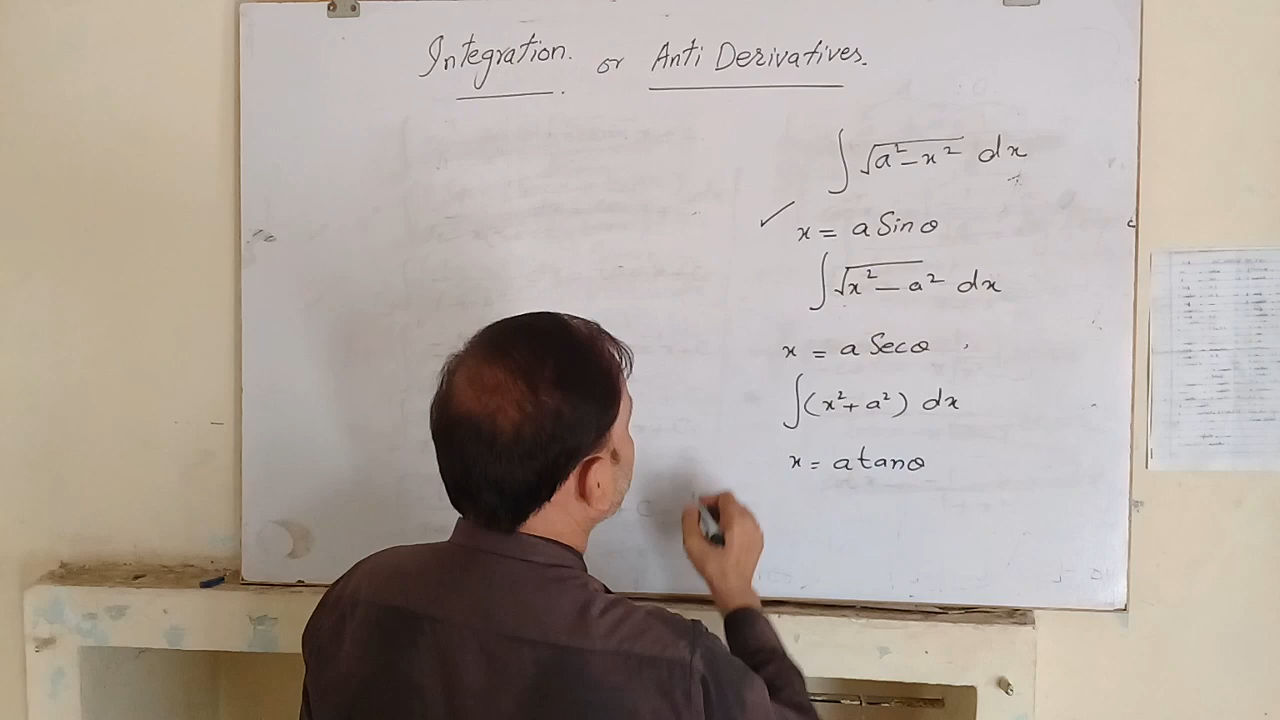 Integration. or Anti Derivatives.
∫ √a²-x² dx
✓ x = a Sinθ
∫ √x² - a² dx
x = a Secθ
∫ (x² + a²) dx
x = a tanθ